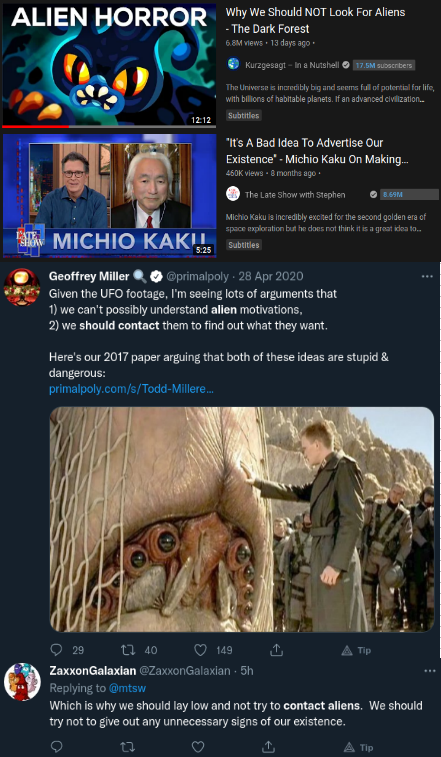 ALIEN HORROR
12:12
Why We Should NOT Look For Aliens
- The Dark Forest
6.8M views • 13 days ago •
Kurzgesagt – In a Nutshell
17.5M subscribers
The Universe is incredibly big and seems full of potential for life,
with billions of habitable planets. If an advanced civilization...
Subtitles
LATE SHOW
MICHIO KAKU
5:25
"It's A Bad Idea To Advertise Our
Existence" - Michio Kaku On Making...
460K views • 8 months ago •
The Late Show with Stephen
8.69M
Michio Kaku is incredibly excited for the second golden era of
space exploration but he does not think it is a great idea to...
Subtitles
Geoffrey Miller @primalpoly · 28 Apr 2020
Given the UFO footage, I'm seeing lots of arguments that
1) we can't possibly understand alien motivations,
2) we should contact them to find out what they want.
Here's our 2017 paper arguing that both of these ideas are stupid &
dangerous:
primalpoly.com/s/Todd-Millere...
29 40 149 Tip
ZaxxonGalaxian @ZaxxonGalaxian · 5h
Replying to @mtsw
Which is why we should lay low and not try to contact aliens. We should
try not to give out any unnecessary signs of our existence.
Tip